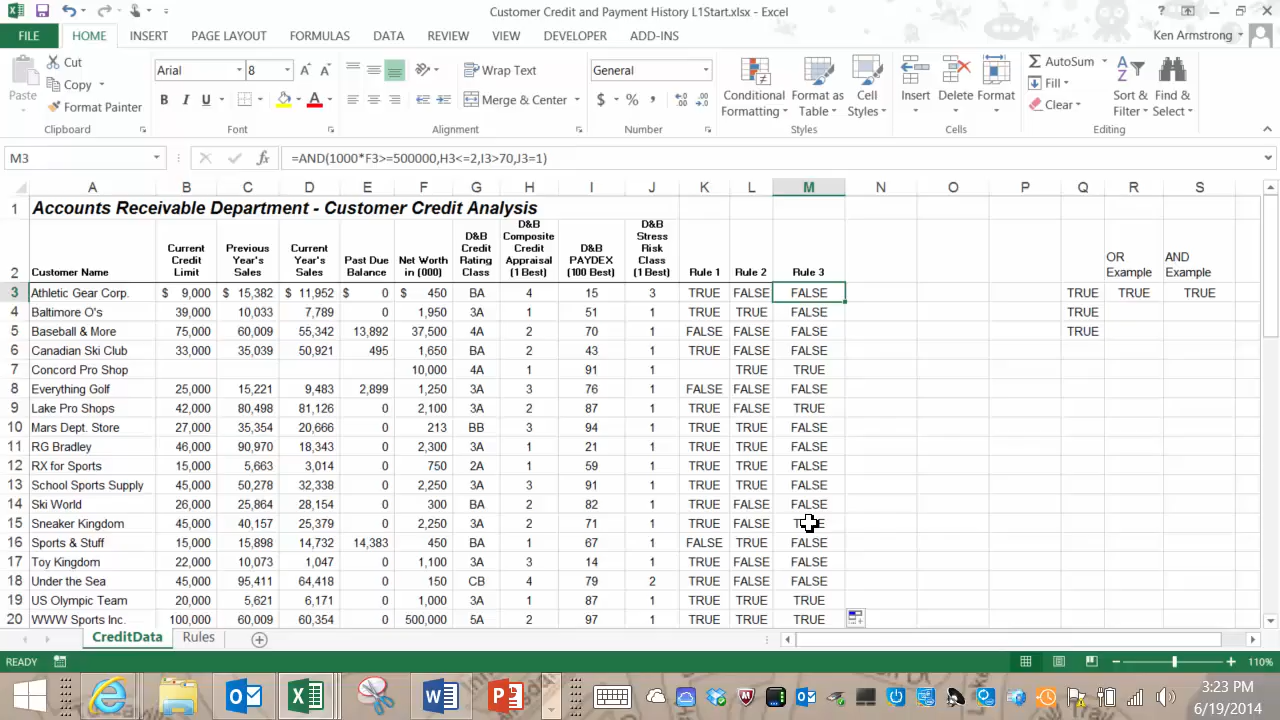 Customer Credit and Payment History L1Start.xlsx - Excel
FILE HOME INSERT PAGE LAYOUT FORMULAS DATA REVIEW VIEW DEVELOPER ADD-INS Ken Armstrong
Paste
Cut
Copy
Format Painter
Clipboard
Arial 8
B I U
A
Font
Wrap Text
Merge & Center
Alignment
General
$ % ,
Number
Conditional Formatting
Format as Table
Cell Styles
Styles
Insert
Delete
Format
Cells
AutoSum
Fill
Clear
Sort & Filter
Find & Select
Editing
M3 fx =AND(1000*F3>=500000,H3<=2,I3>70,J3=1)
A B C D E F G H I J K L M N O P Q R S
1 Accounts Receivable Department - Customer Credit Analysis
2 Customer Name Current Credit Limit Previous Year's Sales Current Year's Sales Past Due Balance Net Worth in (000) D&B Credit Rating Class D&B Composite Credit Appraisal (1 Best) D&B PAYDEX (100 Best) D&B Stress Risk Class (1 Best) Rule 1 Rule 2 Rule 3 OR Example AND Example
3 Athletic Gear Corp. $ 9,000 $ 15,382 $ 11,952 $ 0 $ 450 BA 4 15 3 TRUE FALSE FALSE TRUE TRUE TRUE
4 Baltimore O's 39,000 10,033 7,789 0 1,950 3A 1 51 1 TRUE TRUE FALSE TRUE
5 Baseball & More 75,000 60,009 55,342 13,892 37,500 4A 2 70 1 FALSE FALSE FALSE TRUE
6 Canadian Ski Club 33,000 35,039 50,921 495 1,650 BA 2 43 1 TRUE FALSE FALSE
7 Concord Pro Shop 10,000 4A 1 91 1 TRUE TRUE
8 Everything Golf 25,000 15,221 9,483 2,899 1,250 3A 3 76 1 FALSE FALSE FALSE
9 Lake Pro Shops 42,000 80,498 81,126 0 2,100 3A 2 87 1 TRUE FALSE TRUE
10 Mars Dept. Store 27,000 35,354 20,666 0 213 BB 3 94 1 TRUE TRUE FALSE
11 RG Bradley 46,000 90,970 18,343 0 2,300 3A 1 21 1 TRUE TRUE FALSE
12 RX for Sports 15,000 5,663 3,014 0 750 2A 1 59 1 TRUE TRUE FALSE
13 School Sports Supply 45,000 50,278 32,338 0 2,250 3A 3 91 1 TRUE TRUE FALSE
14 Ski World 26,000 25,864 28,154 0 300 BA 2 82 1 TRUE FALSE FALSE
15 Sneaker Kingdom 45,000 40,157 25,379 0 2,250 3A 2 71 1 TRUE FALSE
16 Sports & Stuff 15,000 15,898 14,732 14,383 450 BA 1 67 1 FALSE TRUE FALSE
17 Toy Kingdom 22,000 10,073 1,047 0 1,100 3A 3 14 1 TRUE TRUE FALSE
18 Under the Sea 45,000 95,411 64,418 0 150 CB 4 79 2 TRUE FALSE FALSE
19 US Olympic Team 20,000 5,621 6,171 0 1,000 3A 1 87 1 TRUE TRUE TRUE
20 WWW Sports Inc. 100,000 60,009 60,354 0 500,000 5A 2 97 1 TRUE TRUE TRUE
CreditData Rules
READY 110%
3:23 PM
6/19/2014